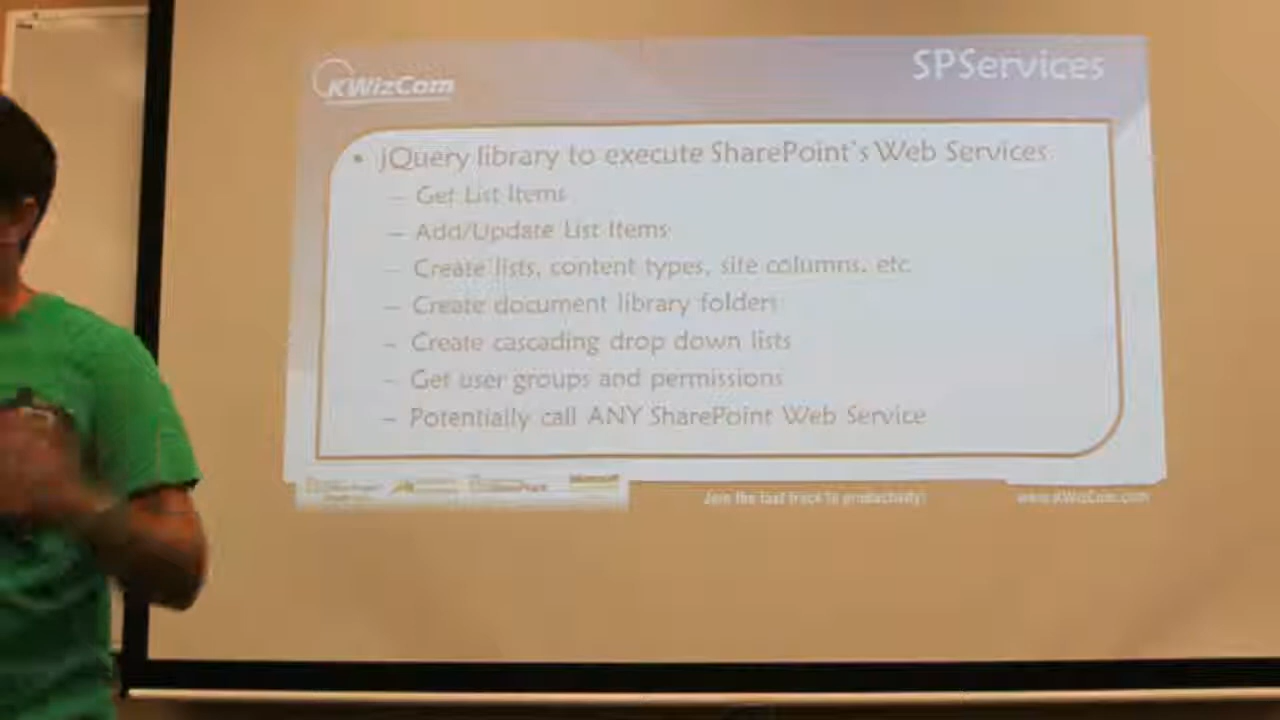 KWizCom
SPServices
• jQuery library to execute SharePoint's Web Services
– Get List Items
– Add/Update List Items
– Create lists, content types, site columns, etc
– Create document library folders
– Create cascading drop down lists
– Get user groups and permissions
– Potentially call ANY SharePoint Web Service
Join the fast track to productivity!
www.KWizCom.com